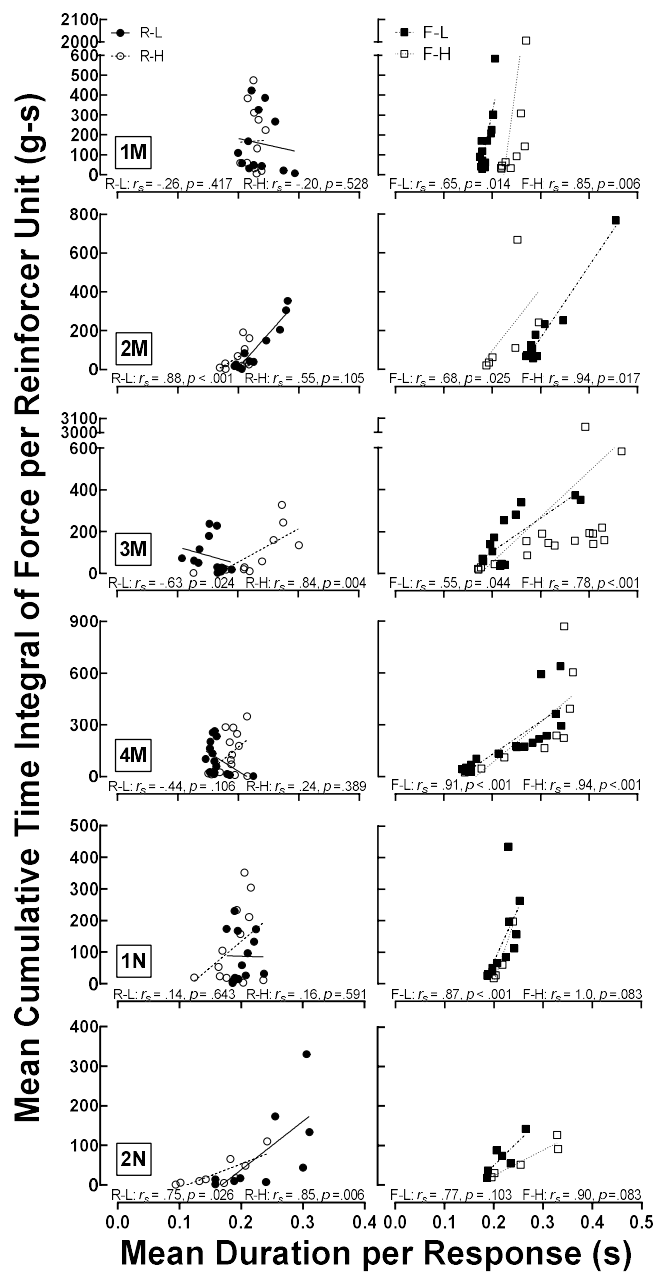 Mean Cumulative Time Integral of Force per Reinforcer Unit (g-s)
2100
2000
600
500
400
300
200
100
0
R-L
R-H
F-L
F-H
1M
R-L: rs = -.26, p = .417 R-H: rs = -.20, p = .528
F-L: rs = .65, p = .014 F-H rs = .85, p = .006
800
600
400
200
0
2M
R-L: rs = .88, p < .001 R-H: rs = .55, p = .105
F-L: rs = .68, p = .025 F-H rs = .94, p = .017
3100
3000
600
400
200
0
3M
R-L: rs = -.63, p = .024 R-H: rs = .84, p = .004
F-L: rs = .55, p = .044 F-H rs = .78, p < .001
900
600
300
0
4M
R-L: rs = -.44, p = .106 R-H: rs = .24, p = .389
F-L: rs = .91, p < .001 F-H: rs = .94, p < .001
500
400
300
200
100
0
1N
R-L: rs = .14, p = .643 R-H: rs = .16, p = .591
F-L: rs = .87, p < .001 F-H: rs = 1.0, p = .083
400
300
200
100
0
2N
R-L: rs = .75, p = .026 R-H: rs = .85, p = .006
F-L: rs = .77, p = .103 F-H: rs = .90, p = .083
0.0 0.1 0.2 0.3 0.4 0.0 0.1 0.2 0.3 0.4 0.5
Mean Duration per Response (s)